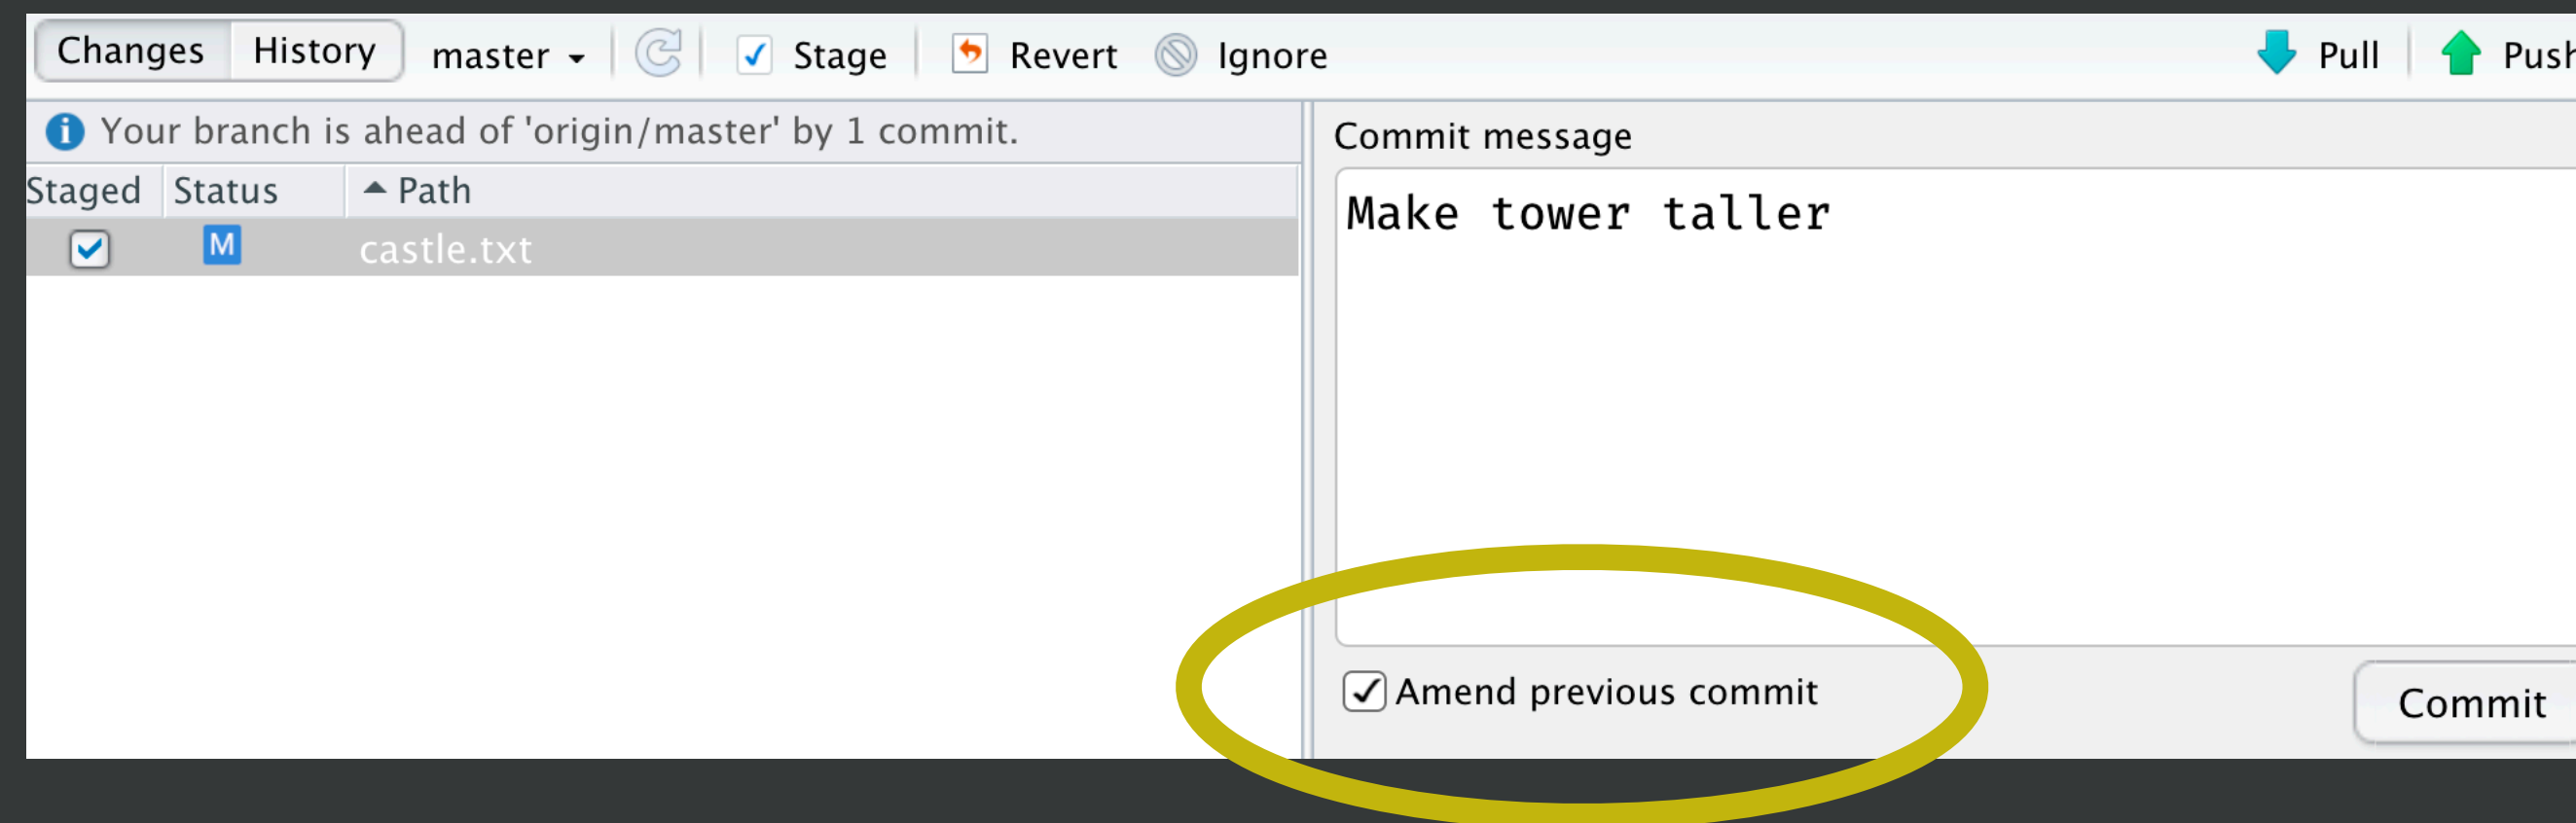 Changes History master Stage Revert Ignore Pull Push
Your branch is ahead of 'origin/master' by 1 commit.
Staged Status Path
M castle.txt
Commit message
Make tower taller
Amend previous commit
Commit